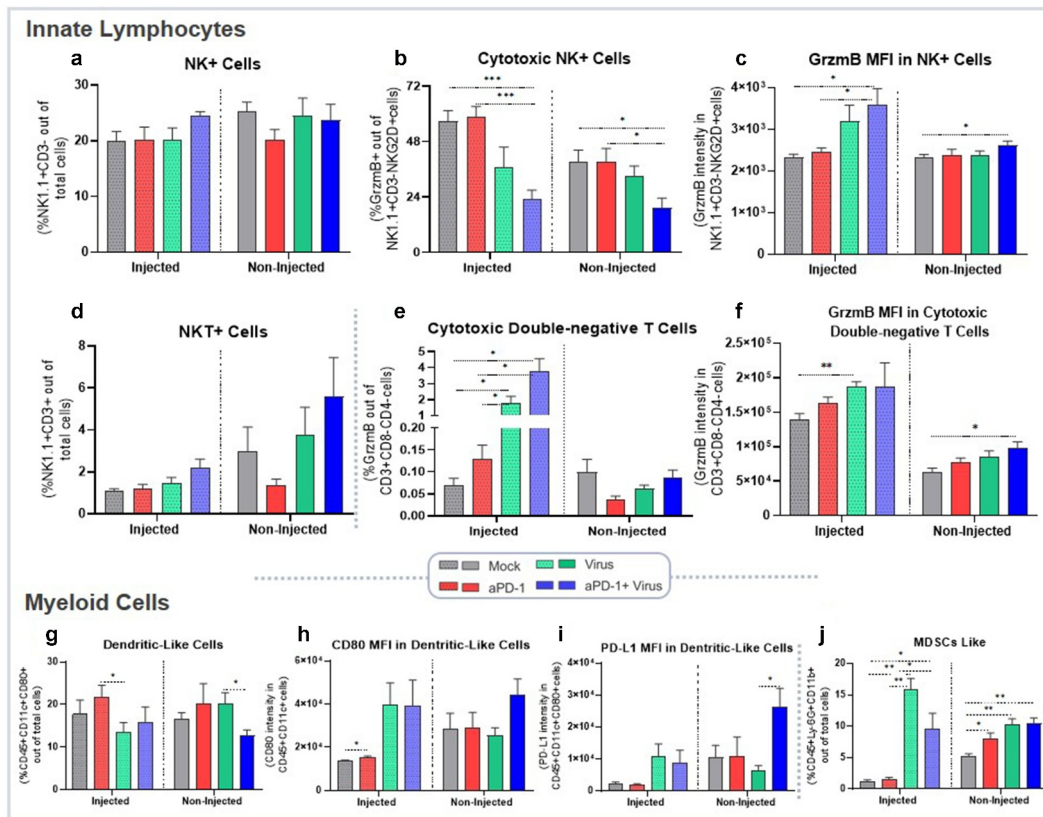 Innate Lymphocytes
a
NK+ Cells
(%NK1.1+CD3- out of
total cells)
30
20
10
0
Injected
Non-Injected
b
Cytotoxic NK+ Cells
(%GrzmB+ out of
NK1.1+CD3-NKG2D+cells)
72
48
24
0
***
***
*
*
Injected
Non-Injected
c
GrzmB MFI in NK+ Cells
(GrzmB intensity in
NK1.1+CD3-NKG2D+cells)
4×10³
3×10³
2×10³
1×10³
0
*
*
*
Injected
Non-Injected
d
NKT+ Cells
(%NK1.1+CD3+ out of
total cells)
8
6
4
2
0
Injected
Non-Injected
e
Cytotoxic Double-negative T Cells
(%GrzmB out of
CD3+CD8-CD4-cells)
5
4
3
2
1
0.20
0.15
0.10
0.05
0.00
*
*
*
*
Injected
Non-Injected
f
GrzmB MFI in Cytotoxic
Double-negative T Cells
(GrzmB intensity in
CD3+CD8-CD4-cells)
2.5×10⁵
2×10⁵
1.5×10⁵
1×10⁵
5×10⁴
0
**
*
Injected
Non-Injected
Mock
Virus
aPD-1
aPD-1+ Virus
Myeloid Cells
g
Dendritic-Like Cells
(%CD45+CD11c+CD80+
out of total cells)
30
20
10
0
*
*
Injected
Non-Injected
h
CD80 MFI in Dentritic-Like Cells
(CD80 intensity in
CD45+CD11c+cells)
6×10⁴
4×10⁴
2×10⁴
0
*
Injected
Non-Injected
i
PD-L1 MFI in Dentritic-Like Cells
(PD-L1 intensity in
CD45+CD11c+CD80+cells)
4×10⁴
3×10⁴
2×10⁴
1×10⁴
0
*
Injected
Non-Injected
j
MDSCs Like
(%CD45+Ly-6G+CD11b+
out of total cells)
20
15
10
5
0
*
**
*
**
**
**
**
*
Injected
Non-Injected